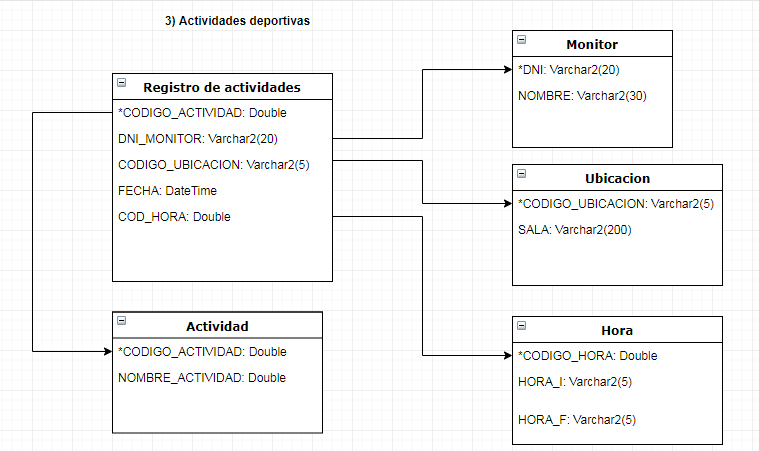 3) Actividades deportivas
Registro de actividades
*CODIGO_ACTIVIDAD: Double
DNI_MONITOR: Varchar2(20)
CODIGO_UBICACION: Varchar2(5)
FECHA: DateTime
COD_HORA: Double
Monitor
*DNI: Varchar2(20)
NOMBRE: Varchar2(30)
Ubicacion
*CODIGO_UBICACION: Varchar2(5)
SALA: Varchar2(200)
Actividad
*CODIGO_ACTIVIDAD: Double
NOMBRE_ACTIVIDAD: Double
Hora
*CODIGO_HORA: Double
HORA_I: Varchar2(5)
HORA_F: Varchar2(5)